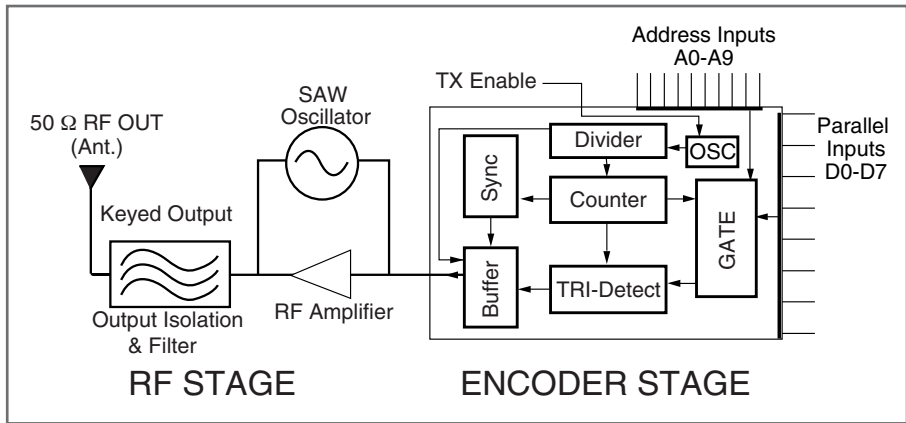 Address Inputs
A0-A9
TX Enable
SAW
Oscillator
50 Ω RF OUT
(Ant.)
Parallel
Inputs
D0-D7
Divider
OSC
Sync
Counter
GATE
Keyed Output
Buffer
TRI-Detect
RF Amplifier
Output Isolation
& Filter
RF STAGE
ENCODER STAGE